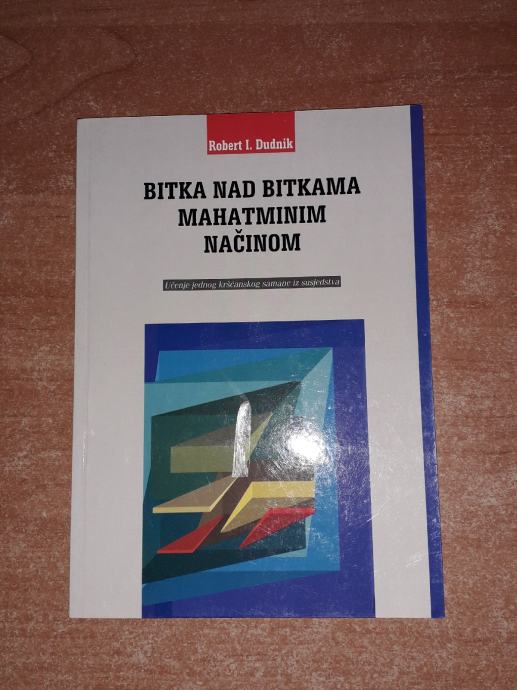 Robert I. Dudnik
BITKA NAD BITKAMA
MAHATMINIM
NAČINOM
Učenje jednog kršćanskog samane iz susjedstva